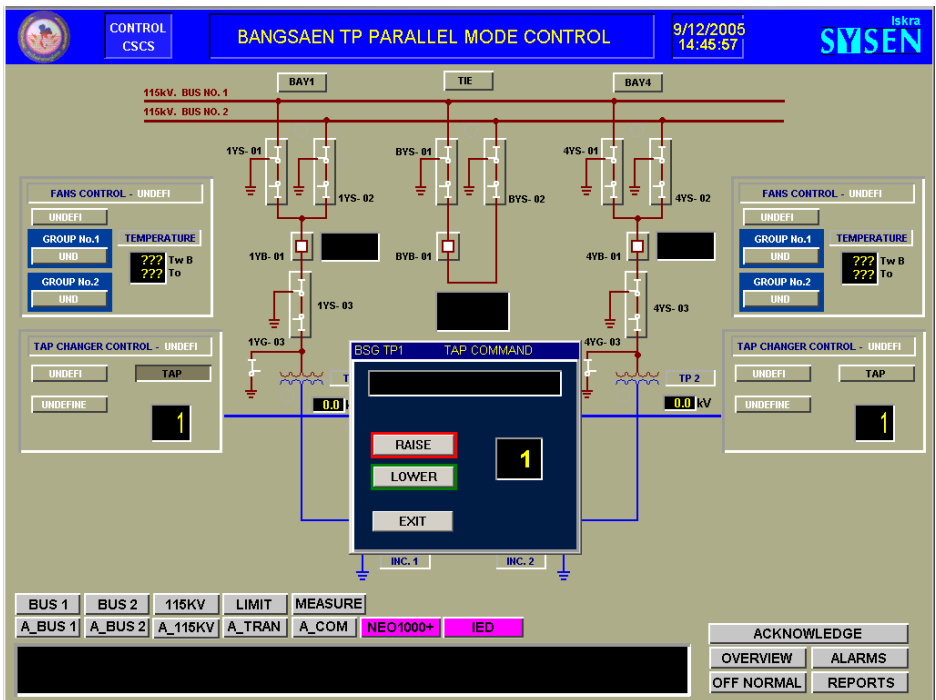 CONTROL
CSCS
BANGSAEN TP PARALLEL MODE CONTROL
9/12/2005
14:45:57
Iskra
SYSEN
BAY1
TIE
BAY4
115kV. BUS NO. 1
115kV. BUS NO. 2
1YS- 01
BYS- 01
4YS- 01
1YS- 02
BYS- 02
4YS- 02
FANS CONTROL - UNDEFI
UNDEFI
GROUP No.1
UND
TEMPERATURE
??? Tw B
??? To
GROUP No.2
UND
1YB- 01
BYB- 01
4YB- 01
FANS CONTROL - UNDEFI
UNDEFI
GROUP No.1
UND
TEMPERATURE
??? Tw B
??? To
GROUP No.2
UND
1YS- 03
4YS- 03
1YG- 03
4YG- 03
TAP CHANGER CONTROL - UNDEFI
UNDEFI
TAP
UNDEFINE
1
T
0.0
BSG TP1 TAP COMMAND
RAISE
LOWER
1
EXIT
TP 2
0.0 kV
TAP CHANGER CONTROL - UNDEFI
UNDEFI
TAP
UNDEFINE
1
INC. 1
INC. 2
BUS 1 BUS 2 115KV LIMIT MEASURE
A_BUS 1 A_BUS 2 A_115KV A_TRAN A_COM NEO1000+ IED
ACKNOWLEDGE
OVERVIEW ALARMS
OFF NORMAL REPORTS